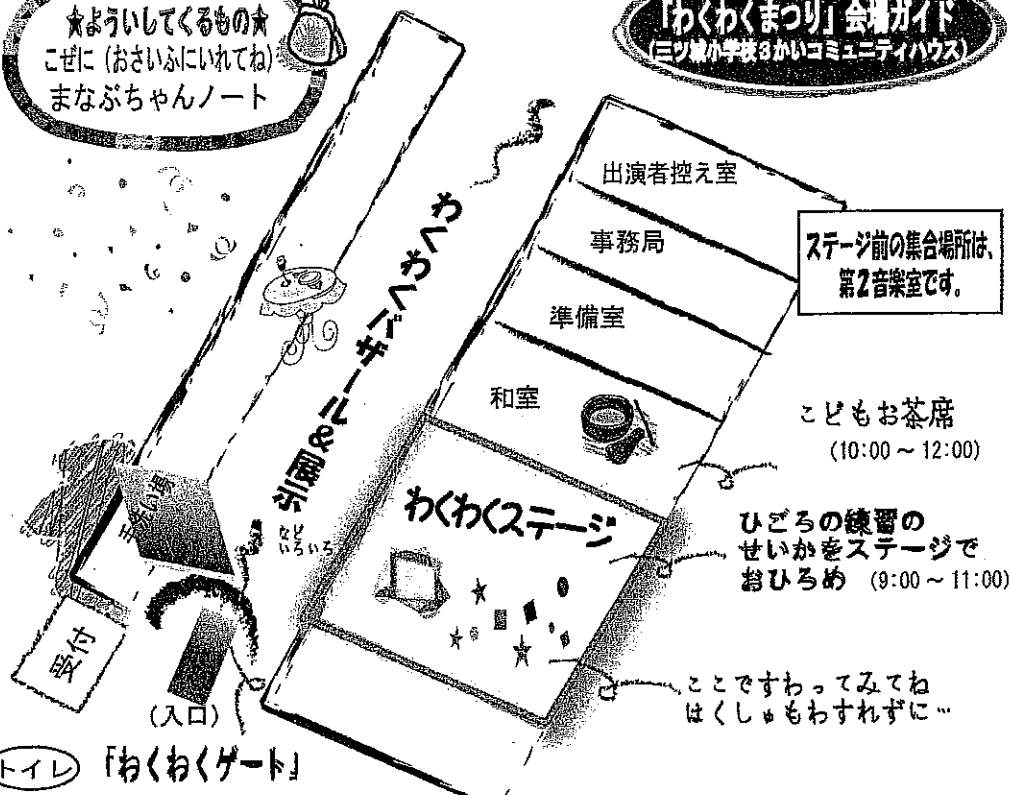 ★よういしてくるもの★
こぜに（おさいふにいれてね）
まなぶちゃんノート
「わくわくまつり」会場ガイド
(三ツ城小学校3かいコミュニティハウス)
出演者控え室
事務局
準備室
和室
ステージ前の集合場所は、
第2音楽室です。
わくわくバザール&展示
など
いろいろ
こどもお茶席
(10:00～12:00)
わくわくステージ
ひごろの練習の
せいかをステージで
おひろめ (9:00～11:00)
ここですわってみてね
はくしゅもわすれずに…
手洗い場
受付
(入口)
トイレ
「わくわくゲート」